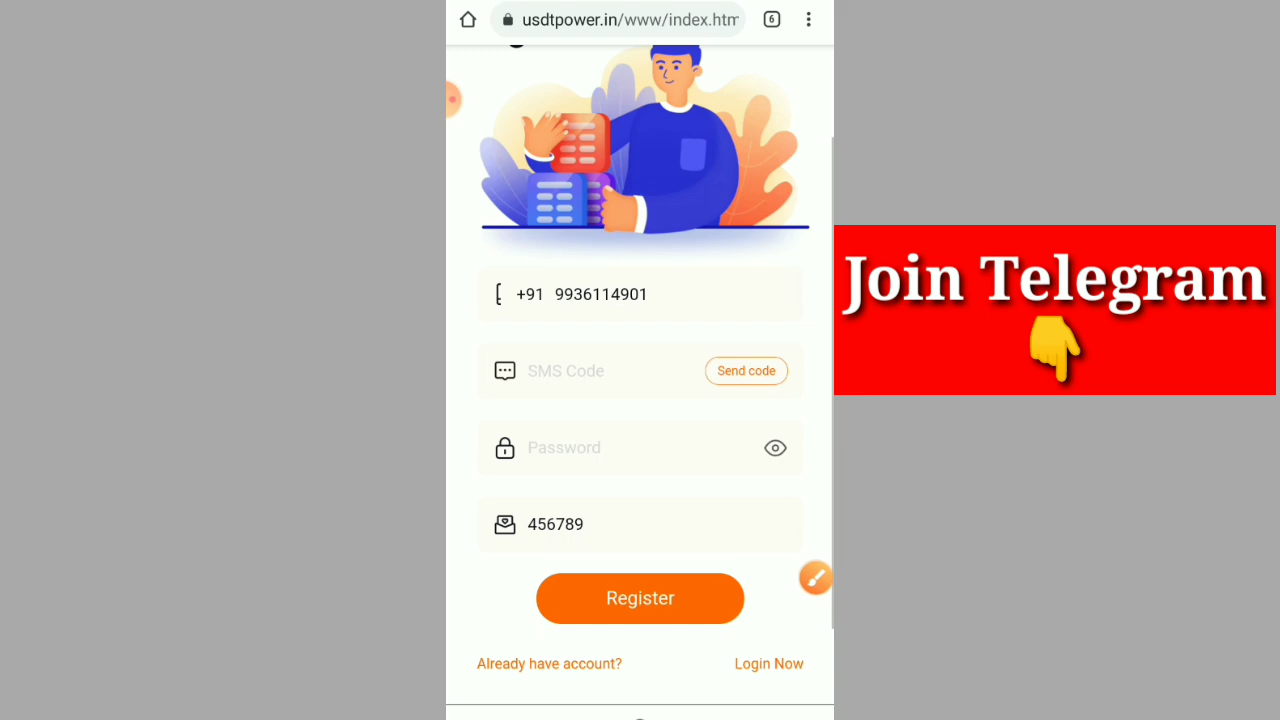 usdtpower.in/www/index.htm
6
+91 9936114901
SMS Code
Send code
Password
456789
Register
Already have account?
Login Now
Join Telegram